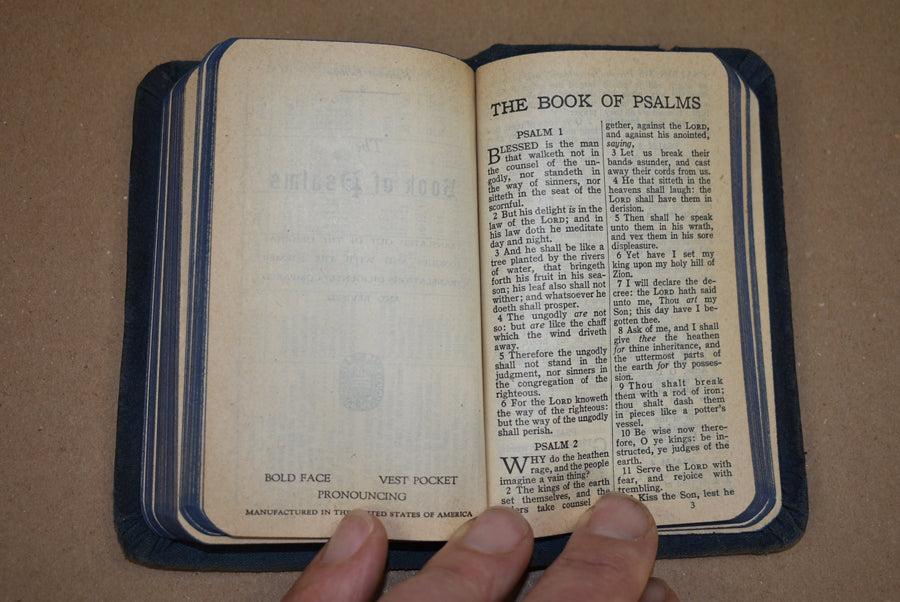 BOLD FACE VEST POCKET
PRONOUNCING
MANUFACTURED IN THE UNITED STATES OF AMERICA
THE BOOK OF PSALMS
PSALM 1
BLESSED is the man
that walketh not in
the counsel of the un-
godly, nor standeth in
the way of sinners, nor
sitteth in the seat of the
scornful.
2 But his delight is in the
law of the LORD; and in
his law doth he meditate
day and night.
3 And he shall be like a
tree planted by the rivers
of water, that bringeth
forth his fruit in his sea-
son; his leaf also shall not
wither; and whatsoever he
doeth shall prosper.
4 The ungodly are not
so: but are like the chaff
which the wind driveth
away.
5 Therefore the ungodly
shall not stand in the
judgment, nor sinners in
the congregation of the
righteous.
6 For the LORD knoweth
the way of the righteous:
but the way of the ungodly
shall perish.
PSALM 2
WHY do the heathen
rage, and the people
imagine a vain thing?
2 The kings of the earth
set themselves, and the
take counsel
gether, against the LORD,
and against his anointed,
saying,
3 Let us break their
bands asunder, and cast
away their cords from us.
4 He that sitteth in the
heavens shall laugh: the
LORD shall have them in
derision.
5 Then shall he speak
unto them in his wrath,
and vex them in his sore
displeasure.
6 Yet have I set my
king upon my holy hill of
Zion.
7 I will declare the de-
cree: the LORD hath said
unto me, Thou art my
Son; this day have I be-
gotten thee.
8 Ask of me, and I shall
give thee the heathen
for thine inheritance, and
the uttermost parts of
the earth for thy posses-
sion.
9 Thou shalt break
them with a rod of iron;
thou shalt dash them
in pieces like a potter's
vessel.
10 Be wise now there-
fore, O ye kings: be in-
structed, ye judges of the
earth.
11 Serve the LORD with
fear, and rejoice with
trembling.
Kiss the Son, lest he
3